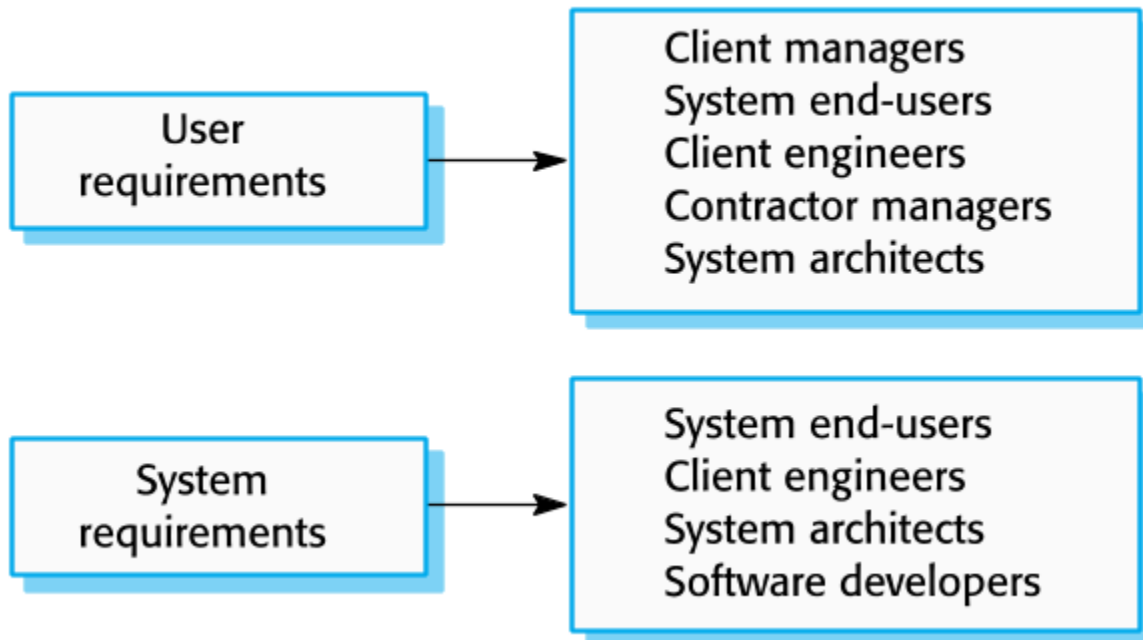 User
requirements
Client managers
System end-users
Client engineers
Contractor managers
System architects
System
requirements
System end-users
Client engineers
System architects
Software developers